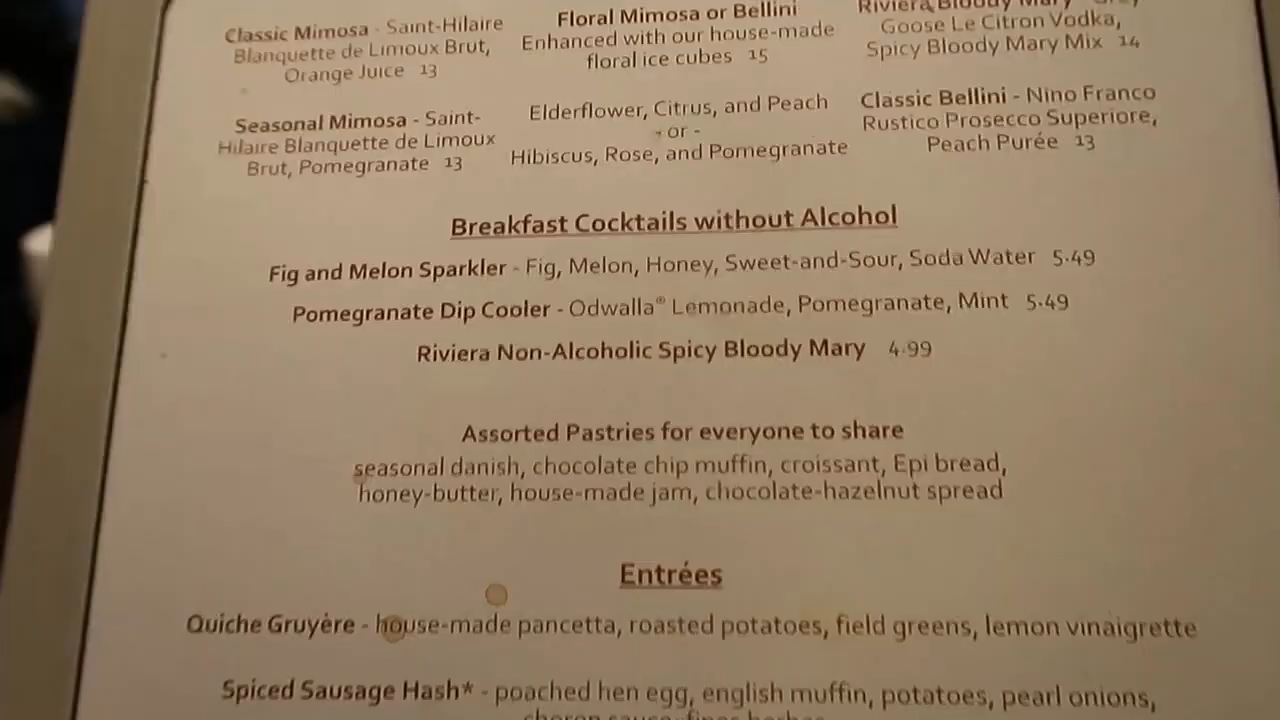 Classic Mimosa - Saint-Hilaire
Blanquette de Limoux Brut,
Orange Juice 13
Seasonal Mimosa - Saint-
Hilaire Blanquette de Limoux
Brut, Pomegranate 13
Floral Mimosa or Bellini
Enhanced with our house-made
floral ice cubes 15
Elderflower, Citrus, and Peach
- or -
Hibiscus, Rose, and Pomegranate
Riviera Bloody Mary - Grey
Goose Le Citron Vodka,
Spicy Bloody Mary Mix 14
Classic Bellini - Nino Franco
Rustico Prosecco Superiore,
Peach Purée 13
Breakfast Cocktails without Alcohol
Fig and Melon Sparkler - Fig, Melon, Honey, Sweet-and-Sour, Soda Water 5.49
Pomegranate Dip Cooler - Odwalla® Lemonade, Pomegranate, Mint 5.49
Riviera Non-Alcoholic Spicy Bloody Mary 4.99
Assorted Pastries for everyone to share
seasonal danish, chocolate chip muffin, croissant, Epi bread,
honey-butter, house-made jam, chocolate-hazelnut spread
Entrées
Quiche Gruyère - house-made pancetta, roasted potatoes, field greens, lemon vinaigrette
Spiced Sausage Hash* - poached hen egg, english muffin, potatoes, pearl onions,